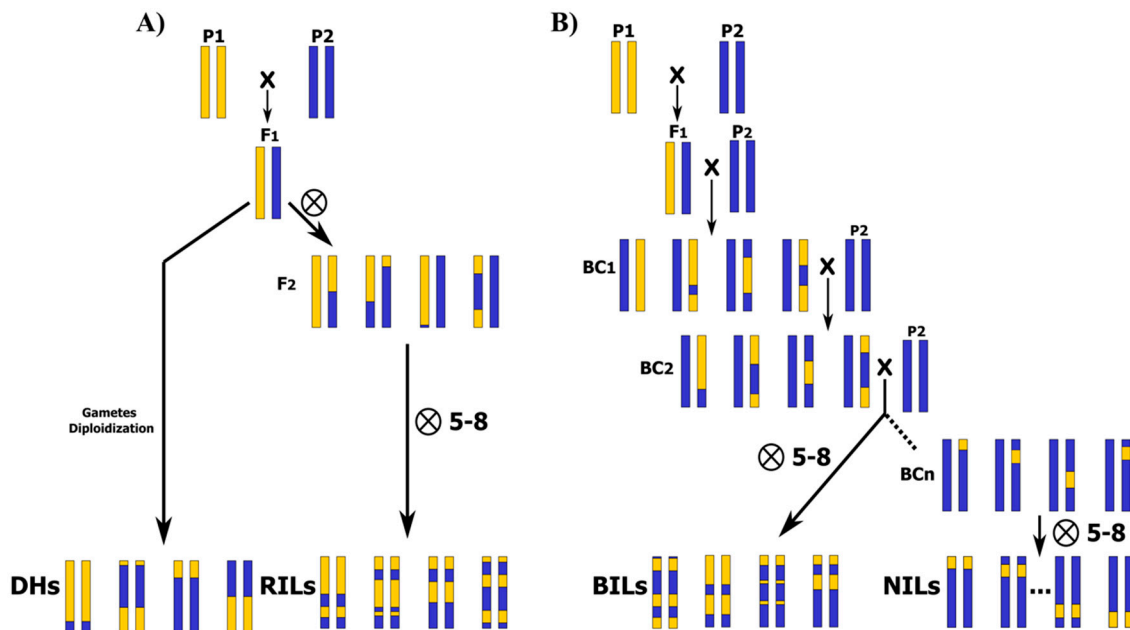 A)
P1 P2
X
F1
⊗
F2
Gametes
Diploidization
⊗ 5-8
DHs
RILs
B)
P1 P2
X
F1 P2
X
P2
BC1
X
P2
BC2
X
⊗ 5-8
BCn
⊗ 5-8
BILs
NILs
...